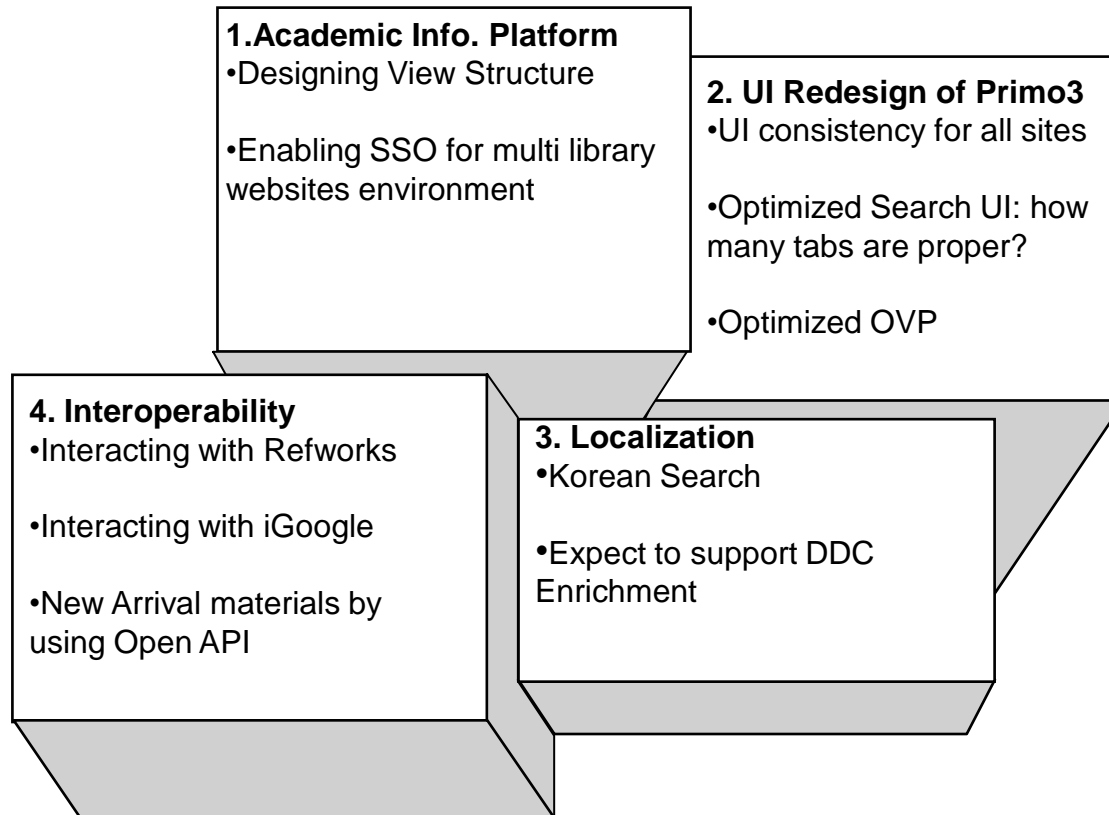 1.Academic Info. Platform
•Designing View Structure
•Enabling SSO for multi library
websites environment
2. UI Redesign of Primo3
•UI consistency for all sites
•Optimized Search UI: how
many tabs are proper?
•Optimized OVP
4. Interoperability
•Interacting with Refworks
•Interacting with iGoogle
•New Arrival materials by
using Open API
3. Localization
•Korean Search
•Expect to support DDC
Enrichment